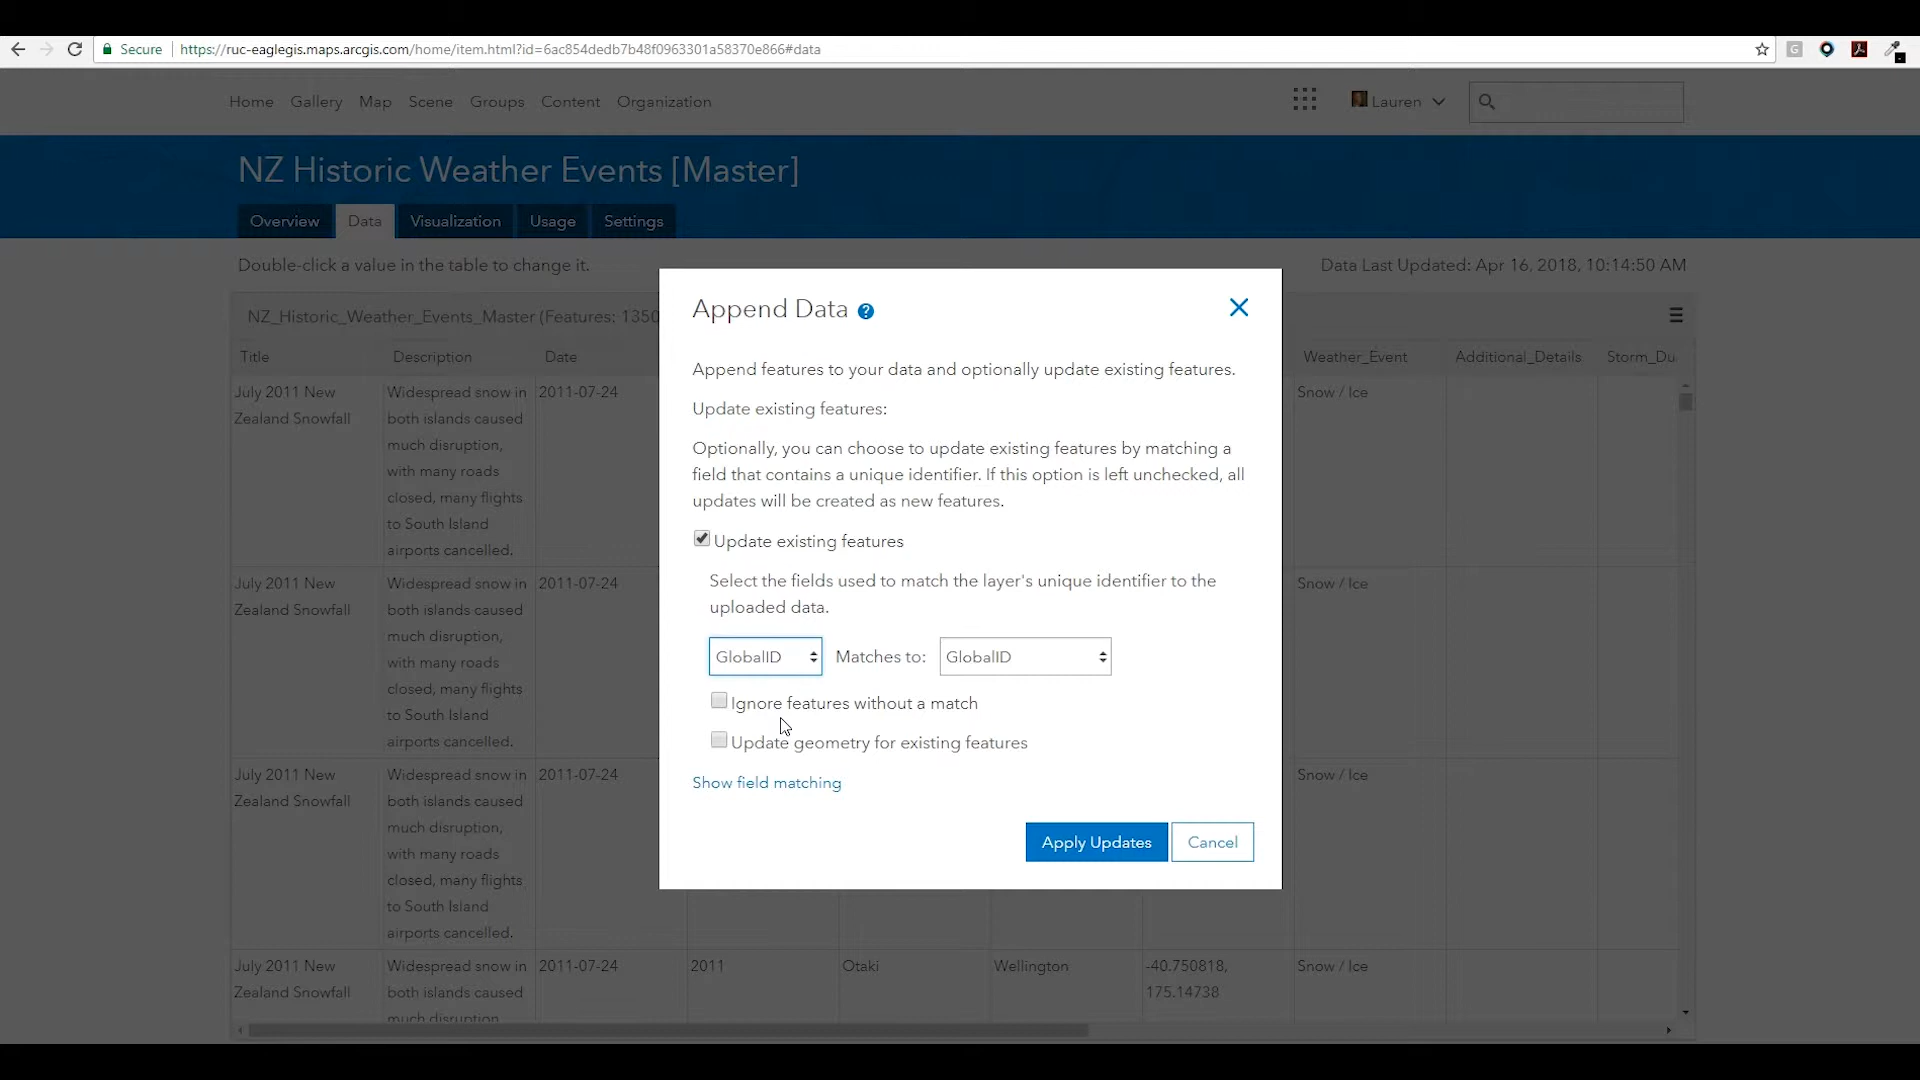 Secure https://ruc-eaglegis.maps.arcgis.com/home/item.html?id=6ac854dedb7b48f0963301a58370e866#data
Home Gallery Map Scene Groups Content Organization Lauren
NZ Historic Weather Events [Master]
Overview Data Visualization Usage Settings
Double-click a value in the table to change it. Data Last Updated: Apr 16, 2018, 10:14:50 AM
NZ_Historic_Weather_Events_Master (Features: 1350
Title Description Date Weather_Event Additional_Details Storm_Du
July 2011 New
Zealand Snowfall
Widespread snow in
both islands caused
much disruption,
with many roads
closed, many flights
to South Island
airports cancelled.
2011-07-24
Snow / Ice
July 2011 New
Zealand Snowfall
Widespread snow in
both islands caused
much disruption,
with many roads
closed, many flights
to South Island
airports cancelled.
2011-07-24
Snow / Ice
July 2011 New
Zealand Snowfall
Widespread snow in
both islands caused
much disruption,
with many roads
closed, many flights
to South Island
airports cancelled.
2011-07-24
Snow / Ice
July 2011 New
Zealand Snowfall
Widespread snow in
both islands caused
much disruption
2011-07-24
2011
Otaki
Wellington
-40.750818,
175.14738
Snow / Ice
Append Data ?
Append features to your data and optionally update existing features.
Update existing features:
Optionally, you can choose to update existing features by matching a
field that contains a unique identifier. If this option is left unchecked, all
updates will be created as new features.
Update existing features
Select the fields used to match the layer's unique identifier to the
uploaded data.
GlobalID Matches to: GlobalID
Ignore features without a match
Update geometry for existing features
Show field matching
Apply Updates Cancel